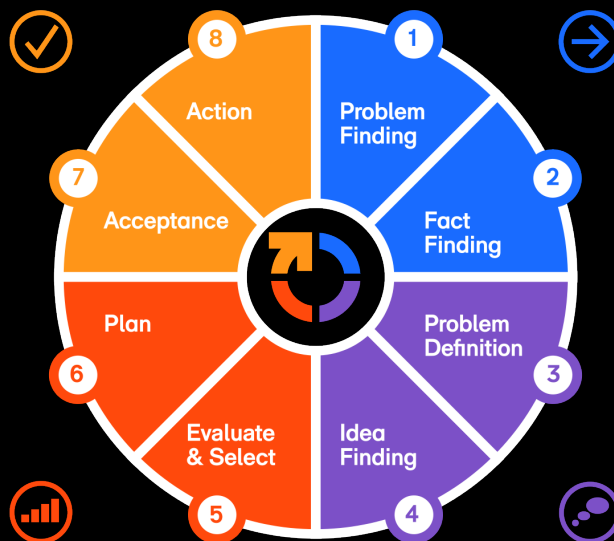 1
Problem
Finding
2
Fact
Finding
3
Problem
Definition
4
Idea
Finding
5
Evaluate
& Select
6
Plan
7
Acceptance
8
Action